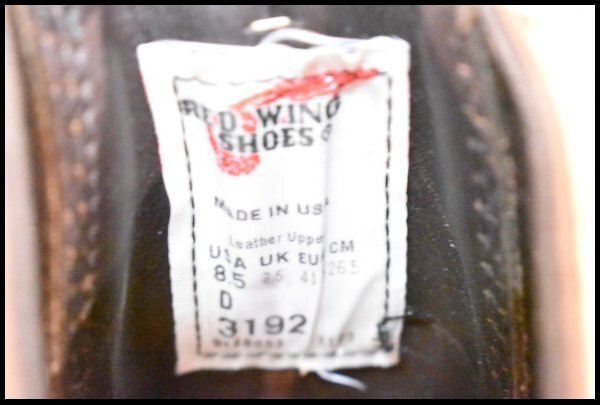 RED WING
SHOES
MADE IN USA
Leather Upper
USA UK EUR CM
8.5 7.5 41 26.5
D
3192